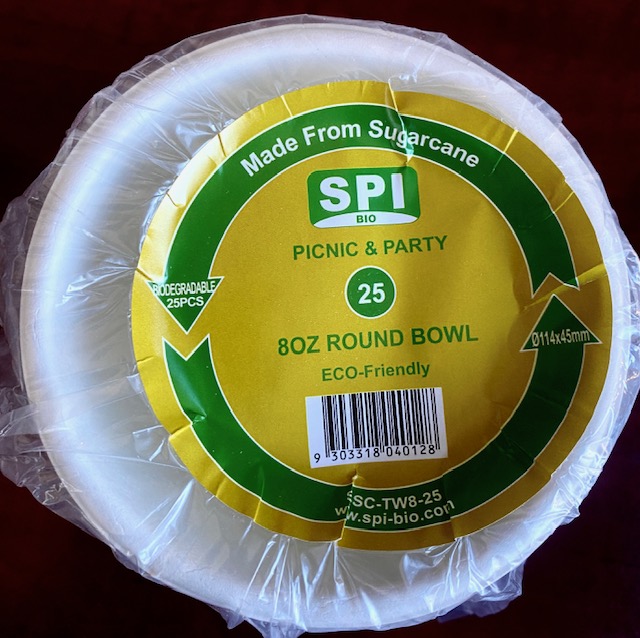 Made From Sugarcane
SPI
BIO
PICNIC & PARTY
BIODEGRADABLE
25PCS
25
Ø114x45mm
8OZ ROUND BOWL
ECO-Friendly
9 303318 040128
SSC-TW8-25
www.spi-bio.com